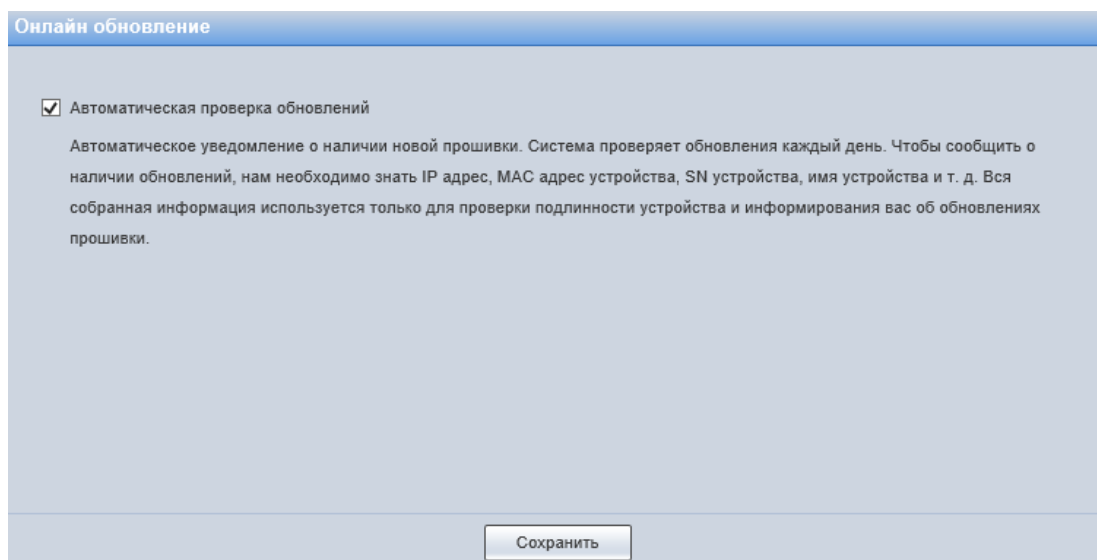 Онлайн обновление
Автоматическая проверка обновлений
Автоматическое уведомление о наличии новой прошивки. Система проверяет обновления каждый день. Чтобы сообщить о
наличии обновлений, нам необходимо знать IP адрес, MAC адрес устройства, SN устройства, имя устройства и т. д. Вся
собранная информация используется только для проверки подлинности устройства и информирования вас об обновлениях
прошивки.
Сохранить